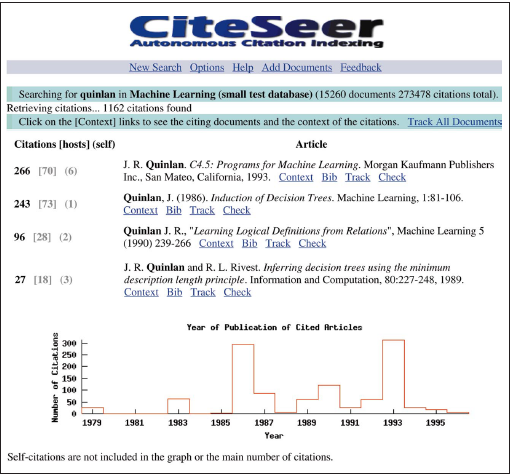 CiteSeer
Autonomous Citation Indexing
New Search Options Help Add Documents Feedback
Searching for quinlan in Machine Learning (small test database) (15260 documents 273478 citations total).
Retrieving citations... 1162 citations found
Click on the [Context] links to see the citing documents and the context of the citations. Track All Documents
Citations [hosts] (self) Article
266 [70] (6) J. R. Quinlan. C4.5: Programs for Machine Learning. Morgan Kaufmann Publishers
Inc., San Mateo, California, 1993. Context Bib Track Check
243 [73] (1) Quinlan, J. (1986). Induction of Decision Trees. Machine Learning, 1:81-106.
Context Bib Track Check
96 [28] (2) Quinlan J. R., "Learning Logical Definitions from Relations", Machine Learning 5
(1990) 239-266 Context Bib Track Check
27 [18] (3) J. R. Quinlan and R. L. Rivest. Inferring decision trees using the minimum
description length principle. Information and Computation, 80:227-248, 1989.
Context Bib Track Check
Year of Publication of Cited Articles
Number of Citations
300
250
200
150
100
50
0
1979 1981 1983 1985 1987 1989 1991 1993 1995
Year
Self-citations are not included in the graph or the main number of citations.